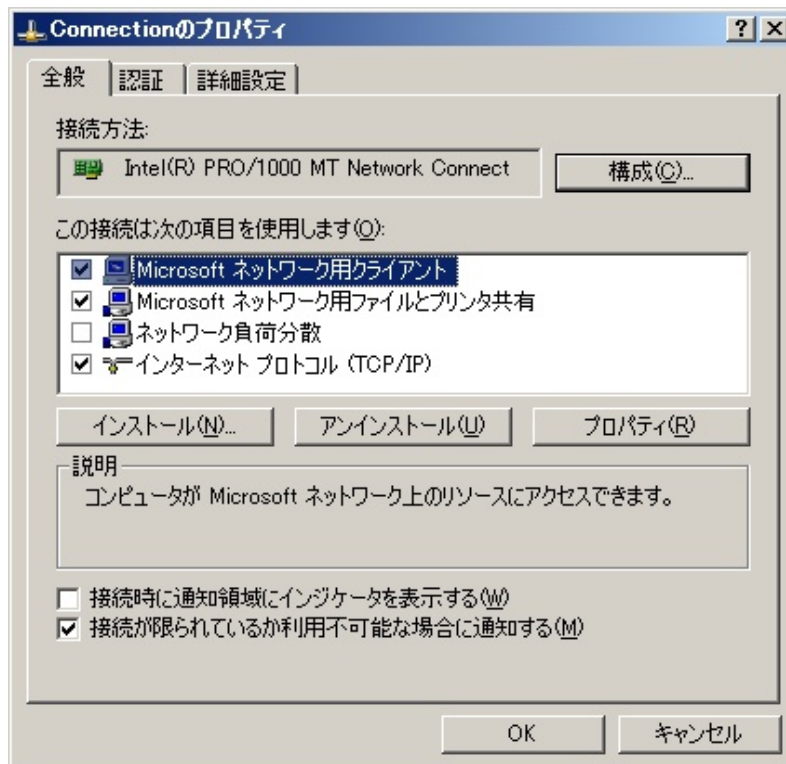 Connectionのプロパティ
全般 認証 詳細設定
接続方法:
Intel(R) PRO/1000 MT Network Connect
構成(C)...
この接続は次の項目を使用します(O):
Microsoft ネットワーク用クライアント
Microsoft ネットワーク用ファイルとプリンタ共有
ネットワーク負荷分散
インターネット プロトコル (TCP/IP)
インストール(N)... アンインストール(U) プロパティ(R)
説明
コンピュータが Microsoft ネットワーク上のリソースにアクセスできます。
接続時に通知領域にインジケータを表示する(W)
接続が限られているか利用不可能な場合に通知する(M)
OK キャンセル